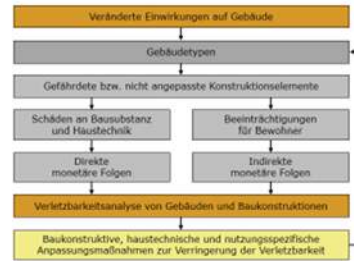 Veränderte Einwirkungen auf Gebäude
Gebäudetypen
Gefährdete bzw. nicht angepasste Konstruktionselemente
Schäden an Bausubstanz
und Haustechnik
Beeinträchtigungen
für Bewohner
Direkte
monetäre Folgen
Indirekte
monetäre Folgen
Verletzbarkeitsanalyse von Gebäuden und Baukonstruktionen
Baukonstruktive, haustechnische und nutzungsspezifische
Anpassungsmaßnahmen zur Verringerung der Verletzbarkeit